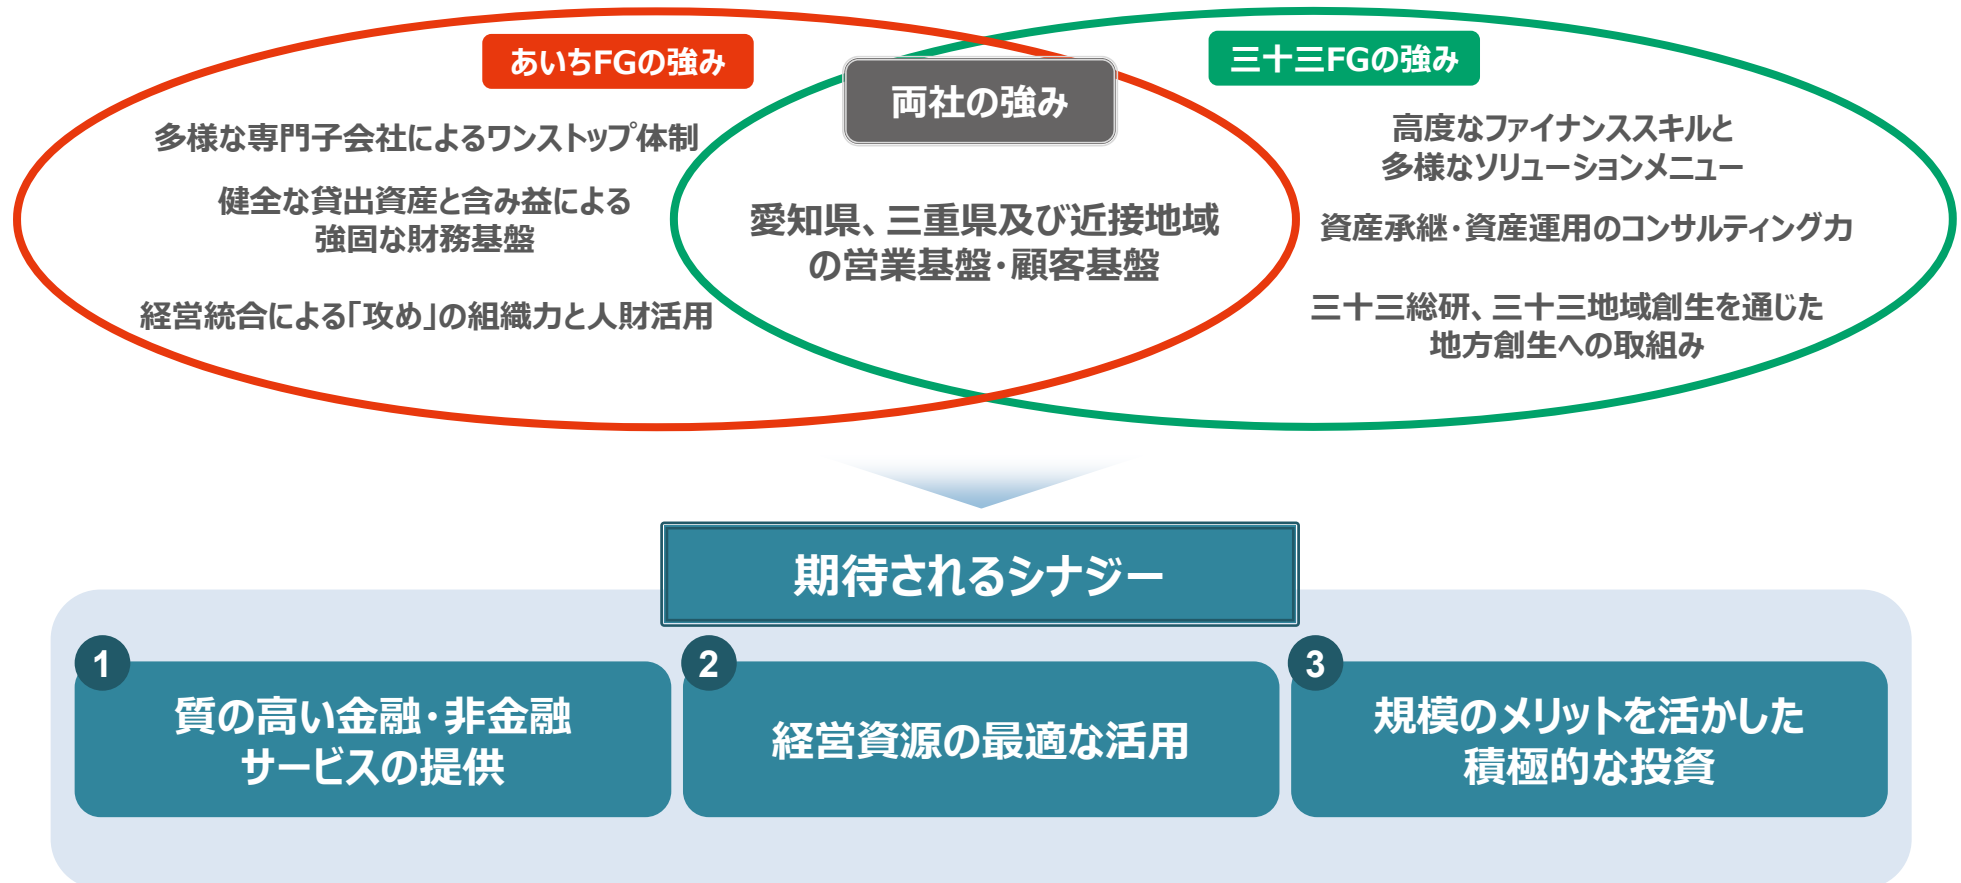 あいちFGの強み
多様な専門子会社によるワンストップ体制
健全な貸出資産と含み益による
強固な財務基盤
経営統合による「攻め」の組織力と人財活用
両社の強み
愛知県、三重県及び近接地域
の営業基盤・顧客基盤
三十三FGの強み
高度なファイナンススキルと
多様なソリューションメニュー
資産承継・資産運用のコンサルティング力
三十三総研、三十三地域創生を通じた
地方創生への取組み
期待されるシナジー
1
質の高い金融・非金融
サービスの提供
2
経営資源の最適な活用
3
規模のメリットを活かした
積極的な投資